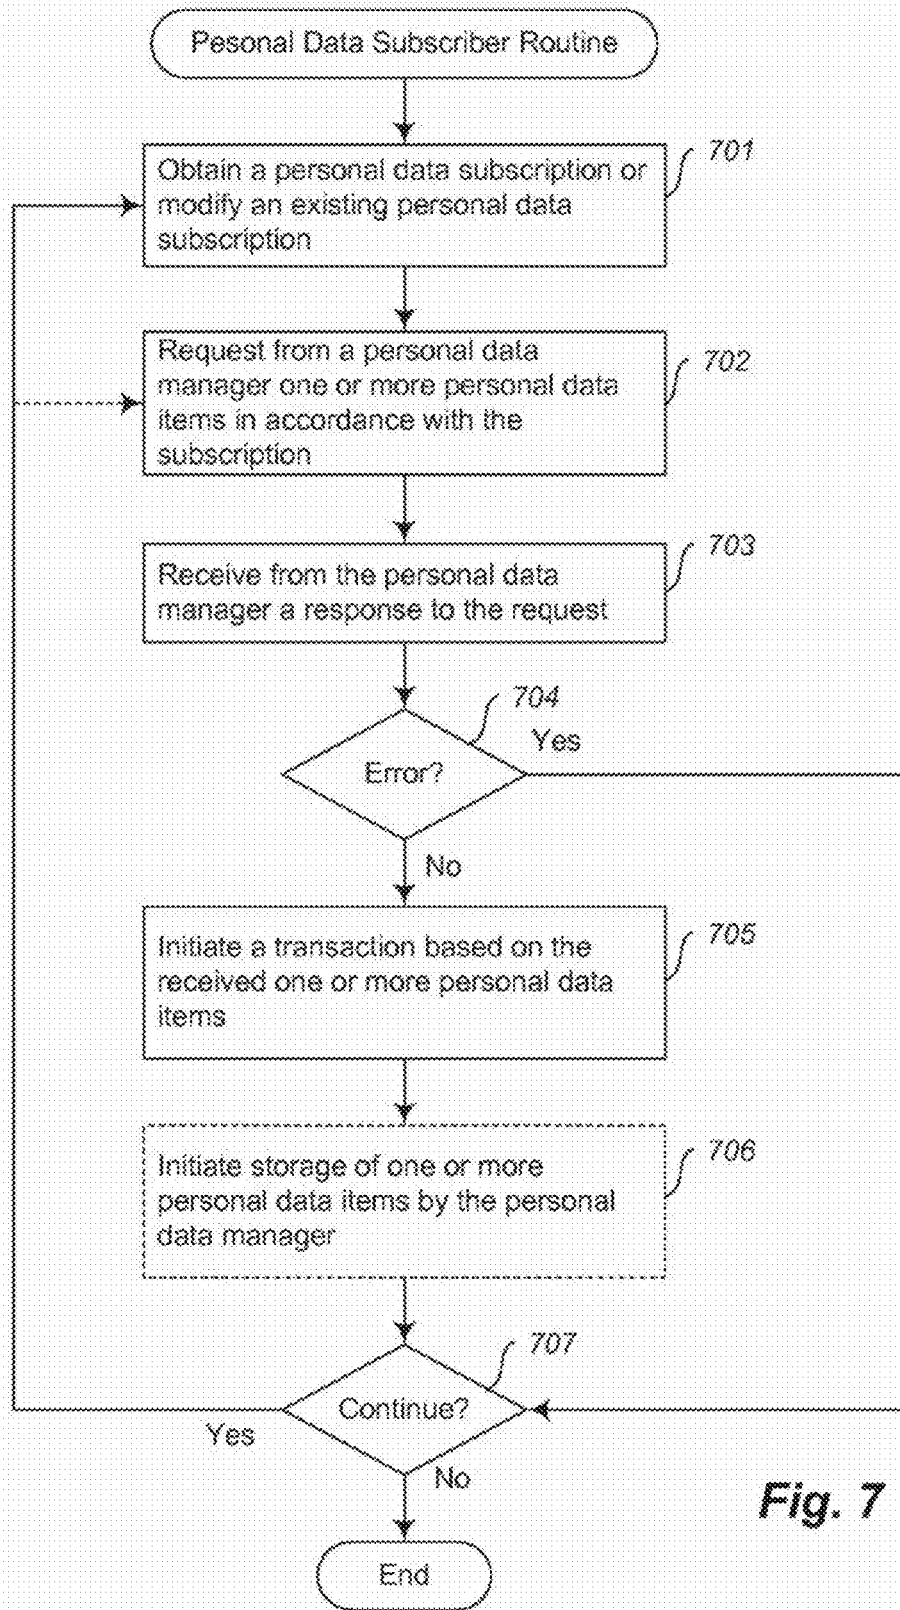 Pesonal Data Subscriber Routine
701
Obtain a personal data subscription or
modify an existing personal data
subscription
702
Request from a personal data
manager one or more personal data
items in accordance with the
subscription
703
Receive from the personal data
manager a response to the request
704
Error?
Yes
No
705
Initiate a transaction based on the
received one or more personal data
items
706
Initiate storage of one or more
personal data items by the personal
data manager
707
Continue?
Yes
No
End
Fig. 7